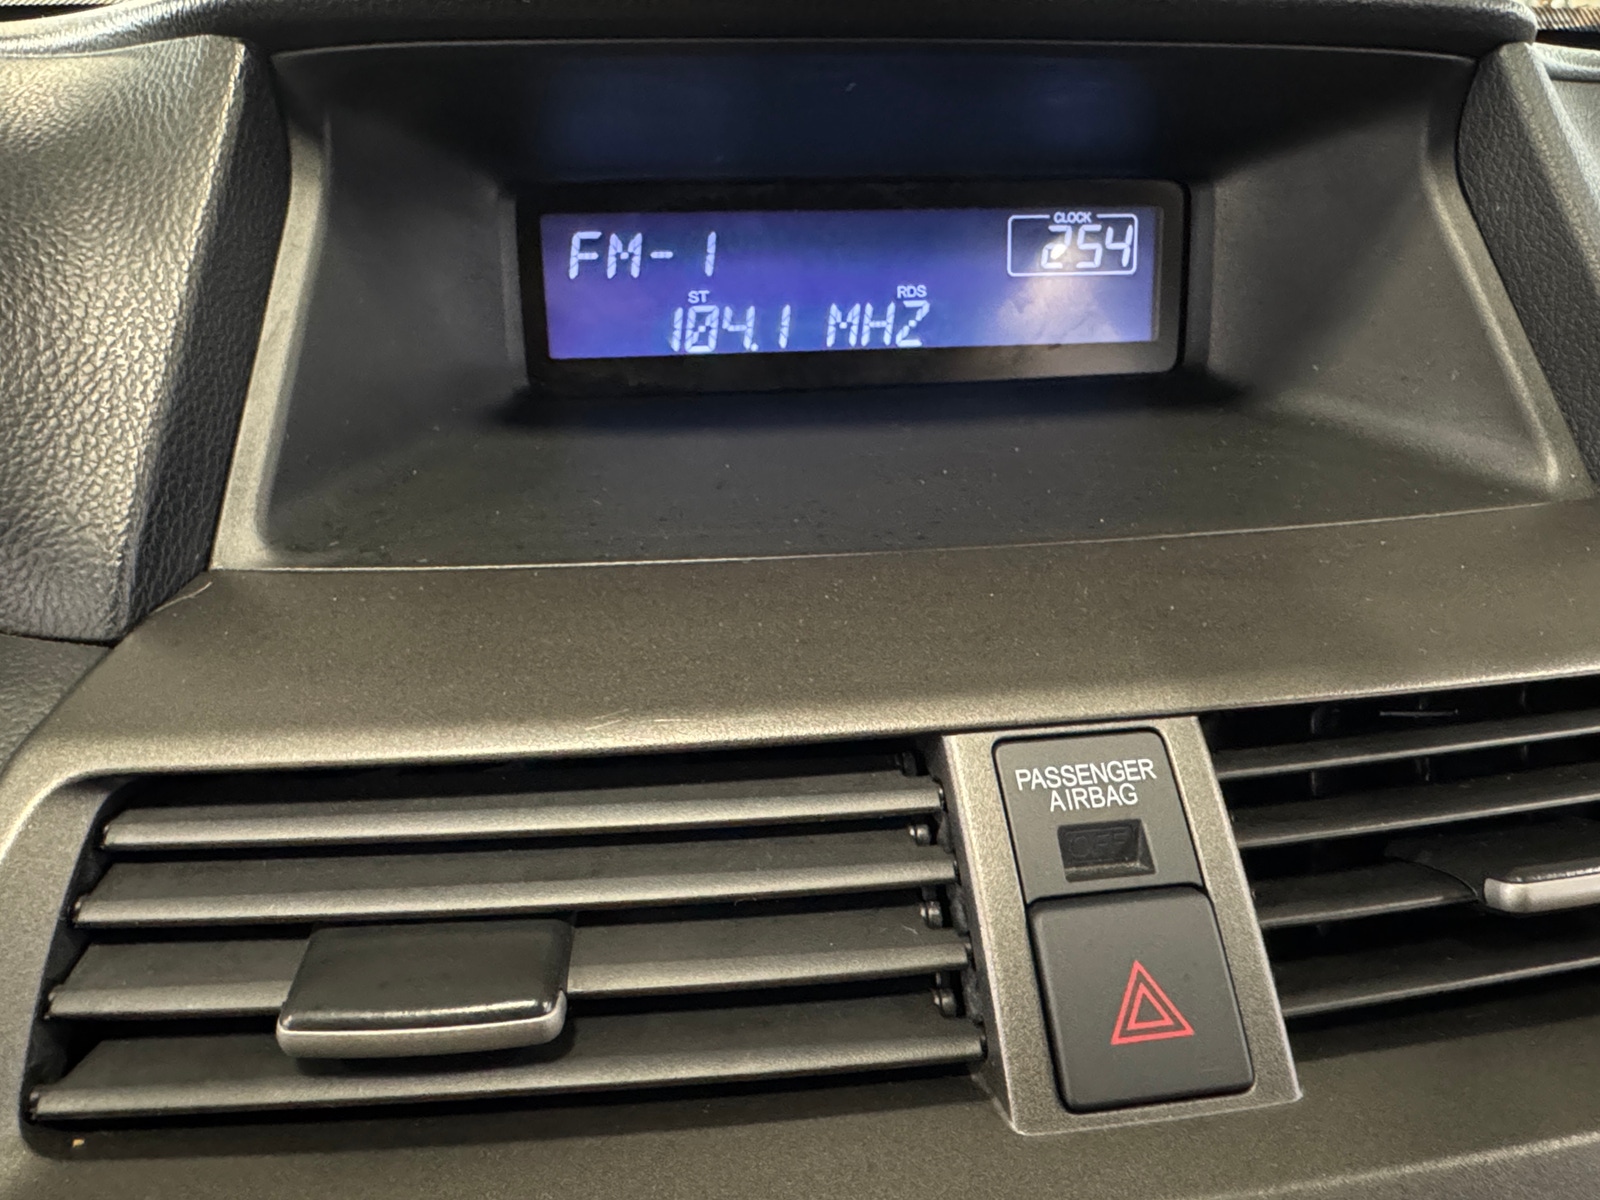 CLOCK
FM-1 254
ST RDS
104.1 MHZ
PASSENGER
AIRBAG
OFF